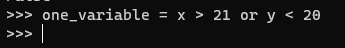 >>> one_variable = x > 21 or y < 20
>>>